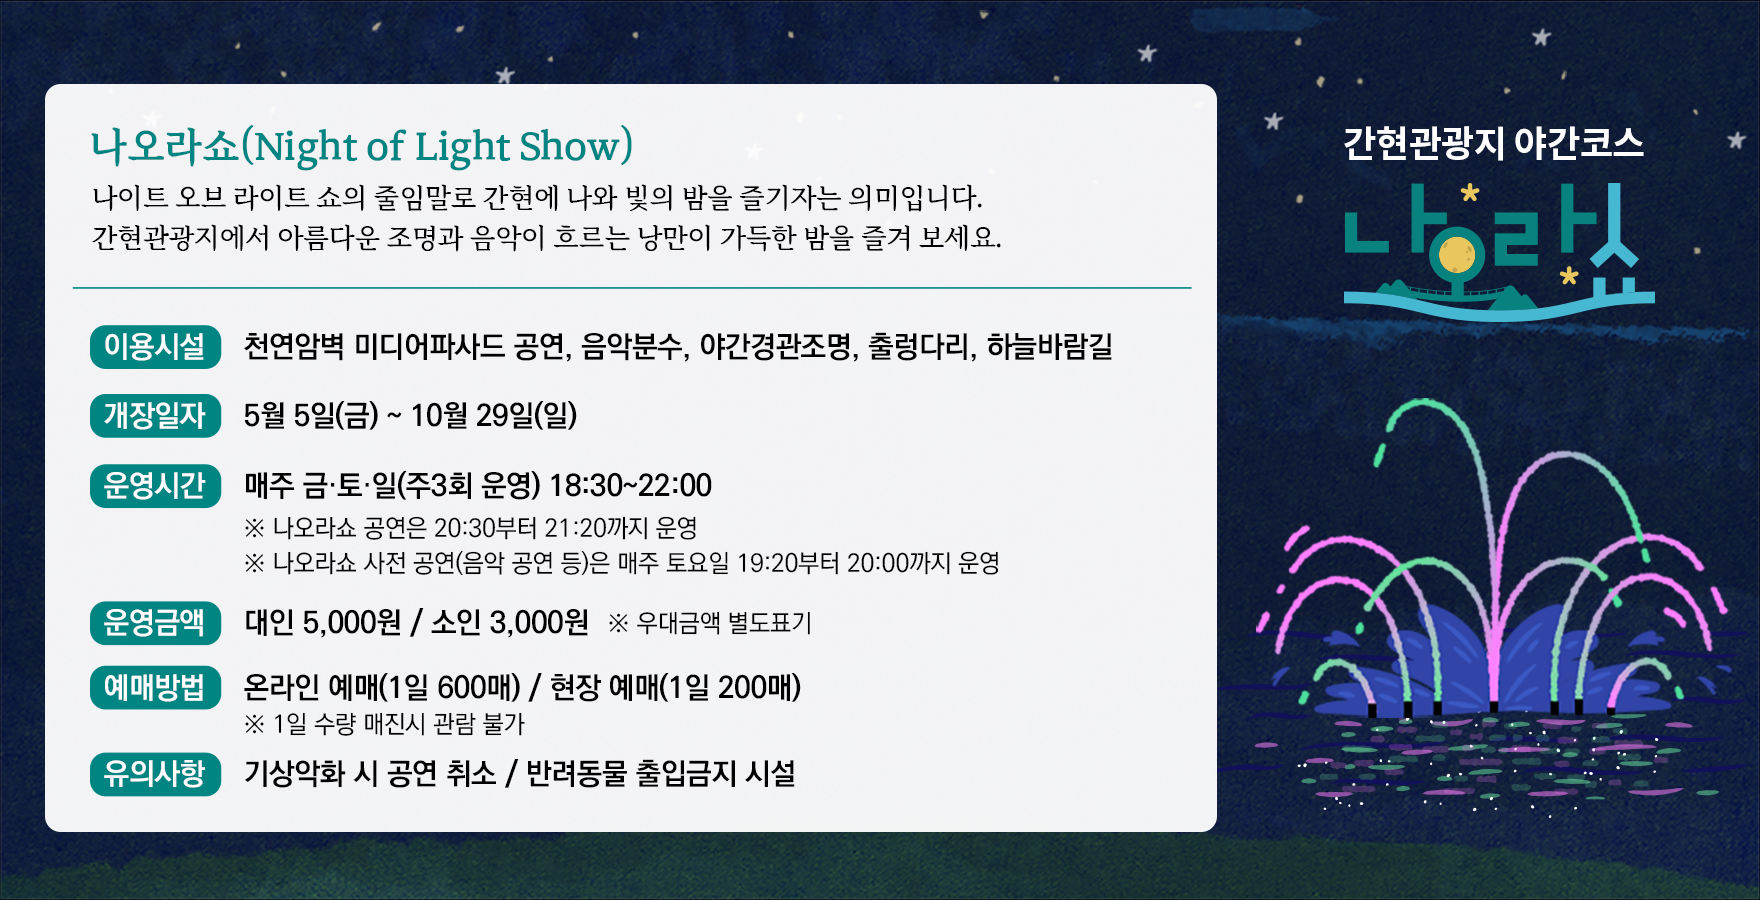 나오라쇼(Night of Light Show)
나이트 오브 라이트 쇼의 줄임말로 간현에 나와 빛의 밤을 즐기자는 의미입니다.
간현관광지에서 아름다운 조명과 음악이 흐르는 낭만이 가득한 밤을 즐겨 보세요.
이용시설 천연암벽 미디어파사드 공연, 음악분수, 야간경관조명, 출렁다리, 하늘바람길
개장일자 5월 5일(금) ~ 10월 29일(일)
운영시간 매주 금·토·일(주3회 운영) 18:30~22:00
※ 나오라쇼 공연은 20:30부터 21:20까지 운영
※ 나오라쇼 사전 공연(음악 공연 등)은 매주 토요일 19:20부터 20:00까지 운영
운영금액 대인 5,000원 / 소인 3,000원 ※ 우대금액 별도표기
예매방법 온라인 예매(1일 600매) / 현장 예매(1일 200매)
※ 1일 수량 매진시 관람 불가
유의사항 기상악화 시 공연 취소 / 반려동물 출입금지 시설
간현관광지 야간코스
나오라쇼